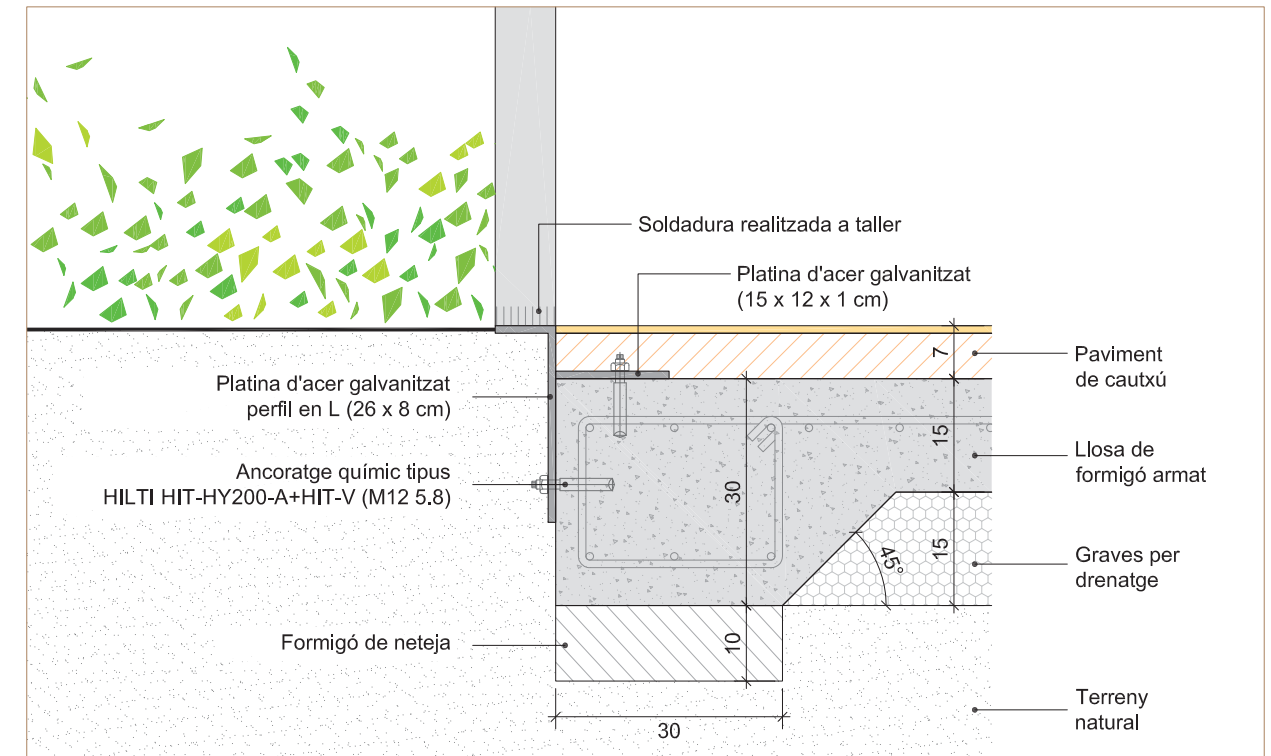 Soldadura realitzada a taller
Platina d'acer galvanitzat
(15 x 12 x 1 cm)
Platina d'acer galvanitzat
perfil en L (26 x 8 cm)
Ancoratge químic tipus
HILTI HIT-HY200-A+HIT-V (M12 5.8)
Formigó de neteja
7
15
15
30
10
30
45°
Paviment
de cautxú
Llosa de
formigó armat
Graves per
drenatge
Terreny
natural